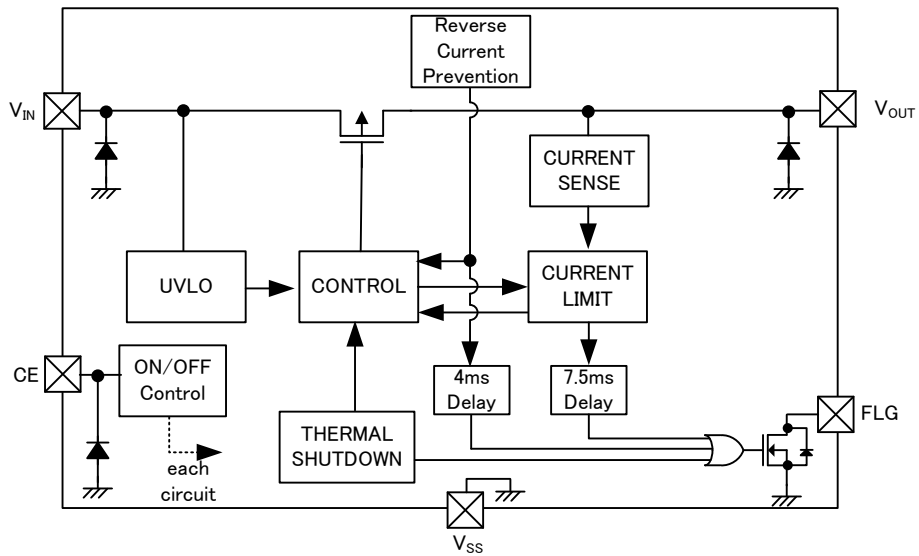 Reverse
Current
Prevention
VIN
VOUT
CURRENT
SENSE
UVLO
CONTROL
CURRENT
LIMIT
CE
ON/OFF
Control
4ms
Delay
7.5ms
Delay
FLG
THERMAL
SHUTDOWN
each
circuit
VSS